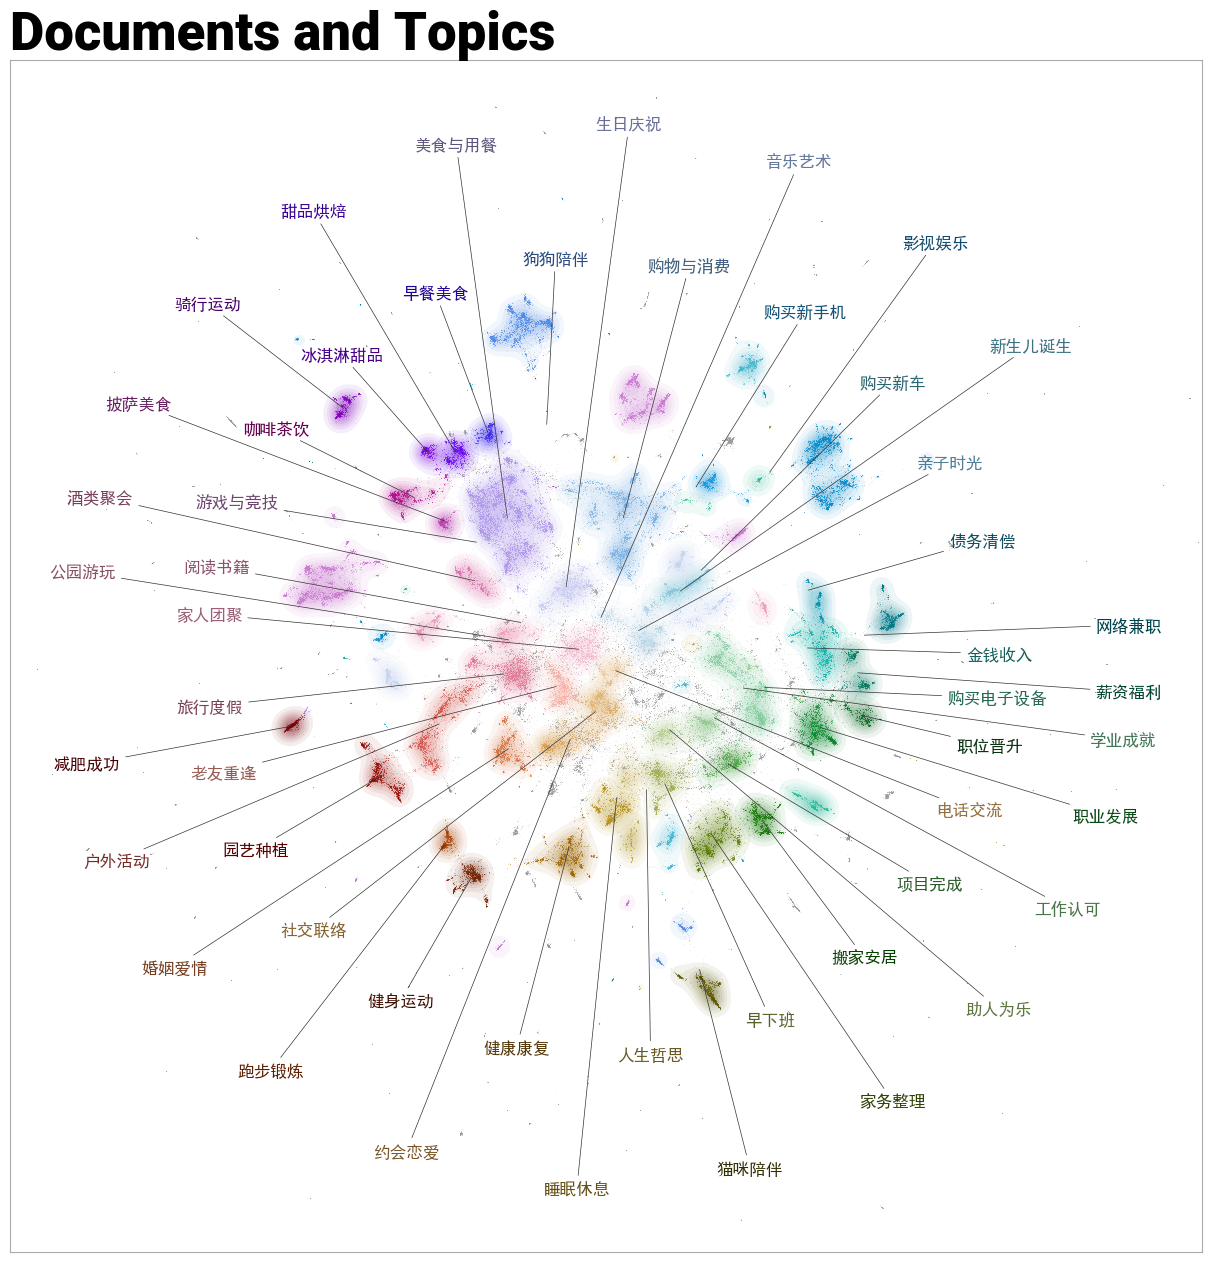 Documents and Topics
生日庆祝
美食与用餐
音乐艺术
甜品烘焙
影视娱乐
狗狗陪伴
购物与消费
早餐美食
骑行运动
购买新手机
新生儿诞生
冰淇淋甜品
购买新车
披萨美食
咖啡茶饮
亲子时光
酒类聚会
游戏与竞技
债务清偿
阅读书籍
公园游玩
家人团聚
网络兼职
金钱收入
薪资福利
购买电子设备
旅行度假
学业成就
职位晋升
减肥成功
老友重逢
电话交流
职业发展
园艺种植
户外活动
项目完成
工作认可
社交联络
搬家安居
婚姻爱情
健身运动
助人为乐
早下班
健康康复
人生哲思
跑步锻炼
家务整理
约会恋爱
猫咪陪伴
睡眠休息